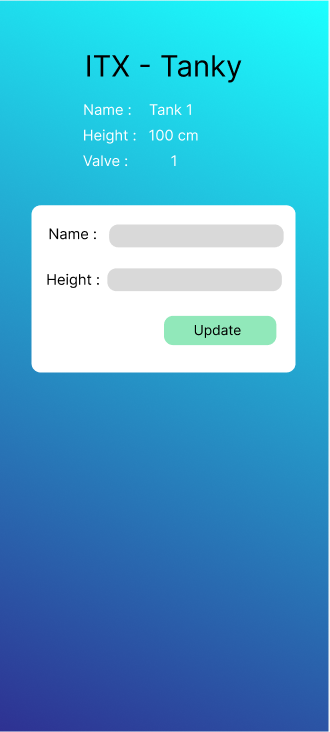 ITX - Tanky
Name : Tank 1
Height : 100 cm
Valve : 1
Name :
Height :
Update